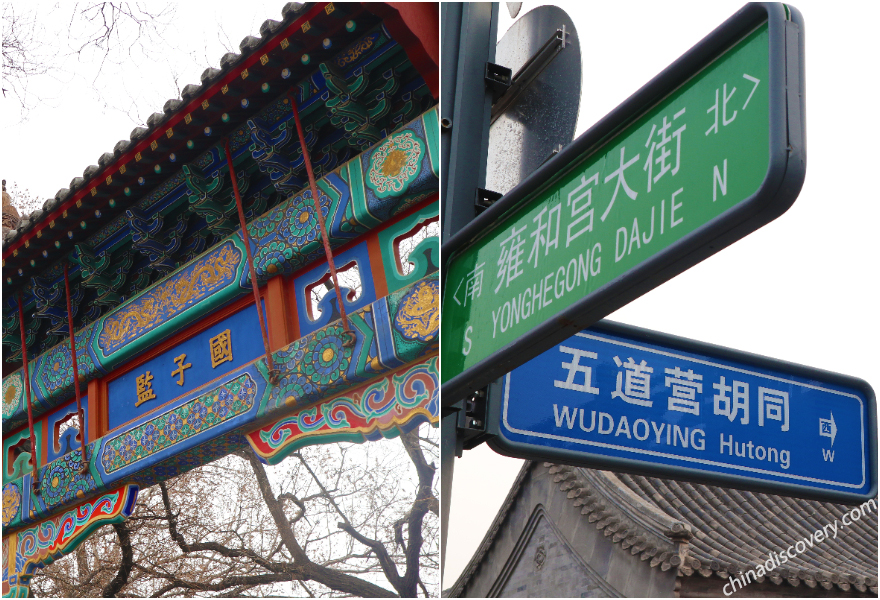 監子國
〈南 雍和宫大街 北〉
S YONGHEGONG DAJIE N
五道营胡同 西
WUDAOYING Hutong W
chinadiscovery.com